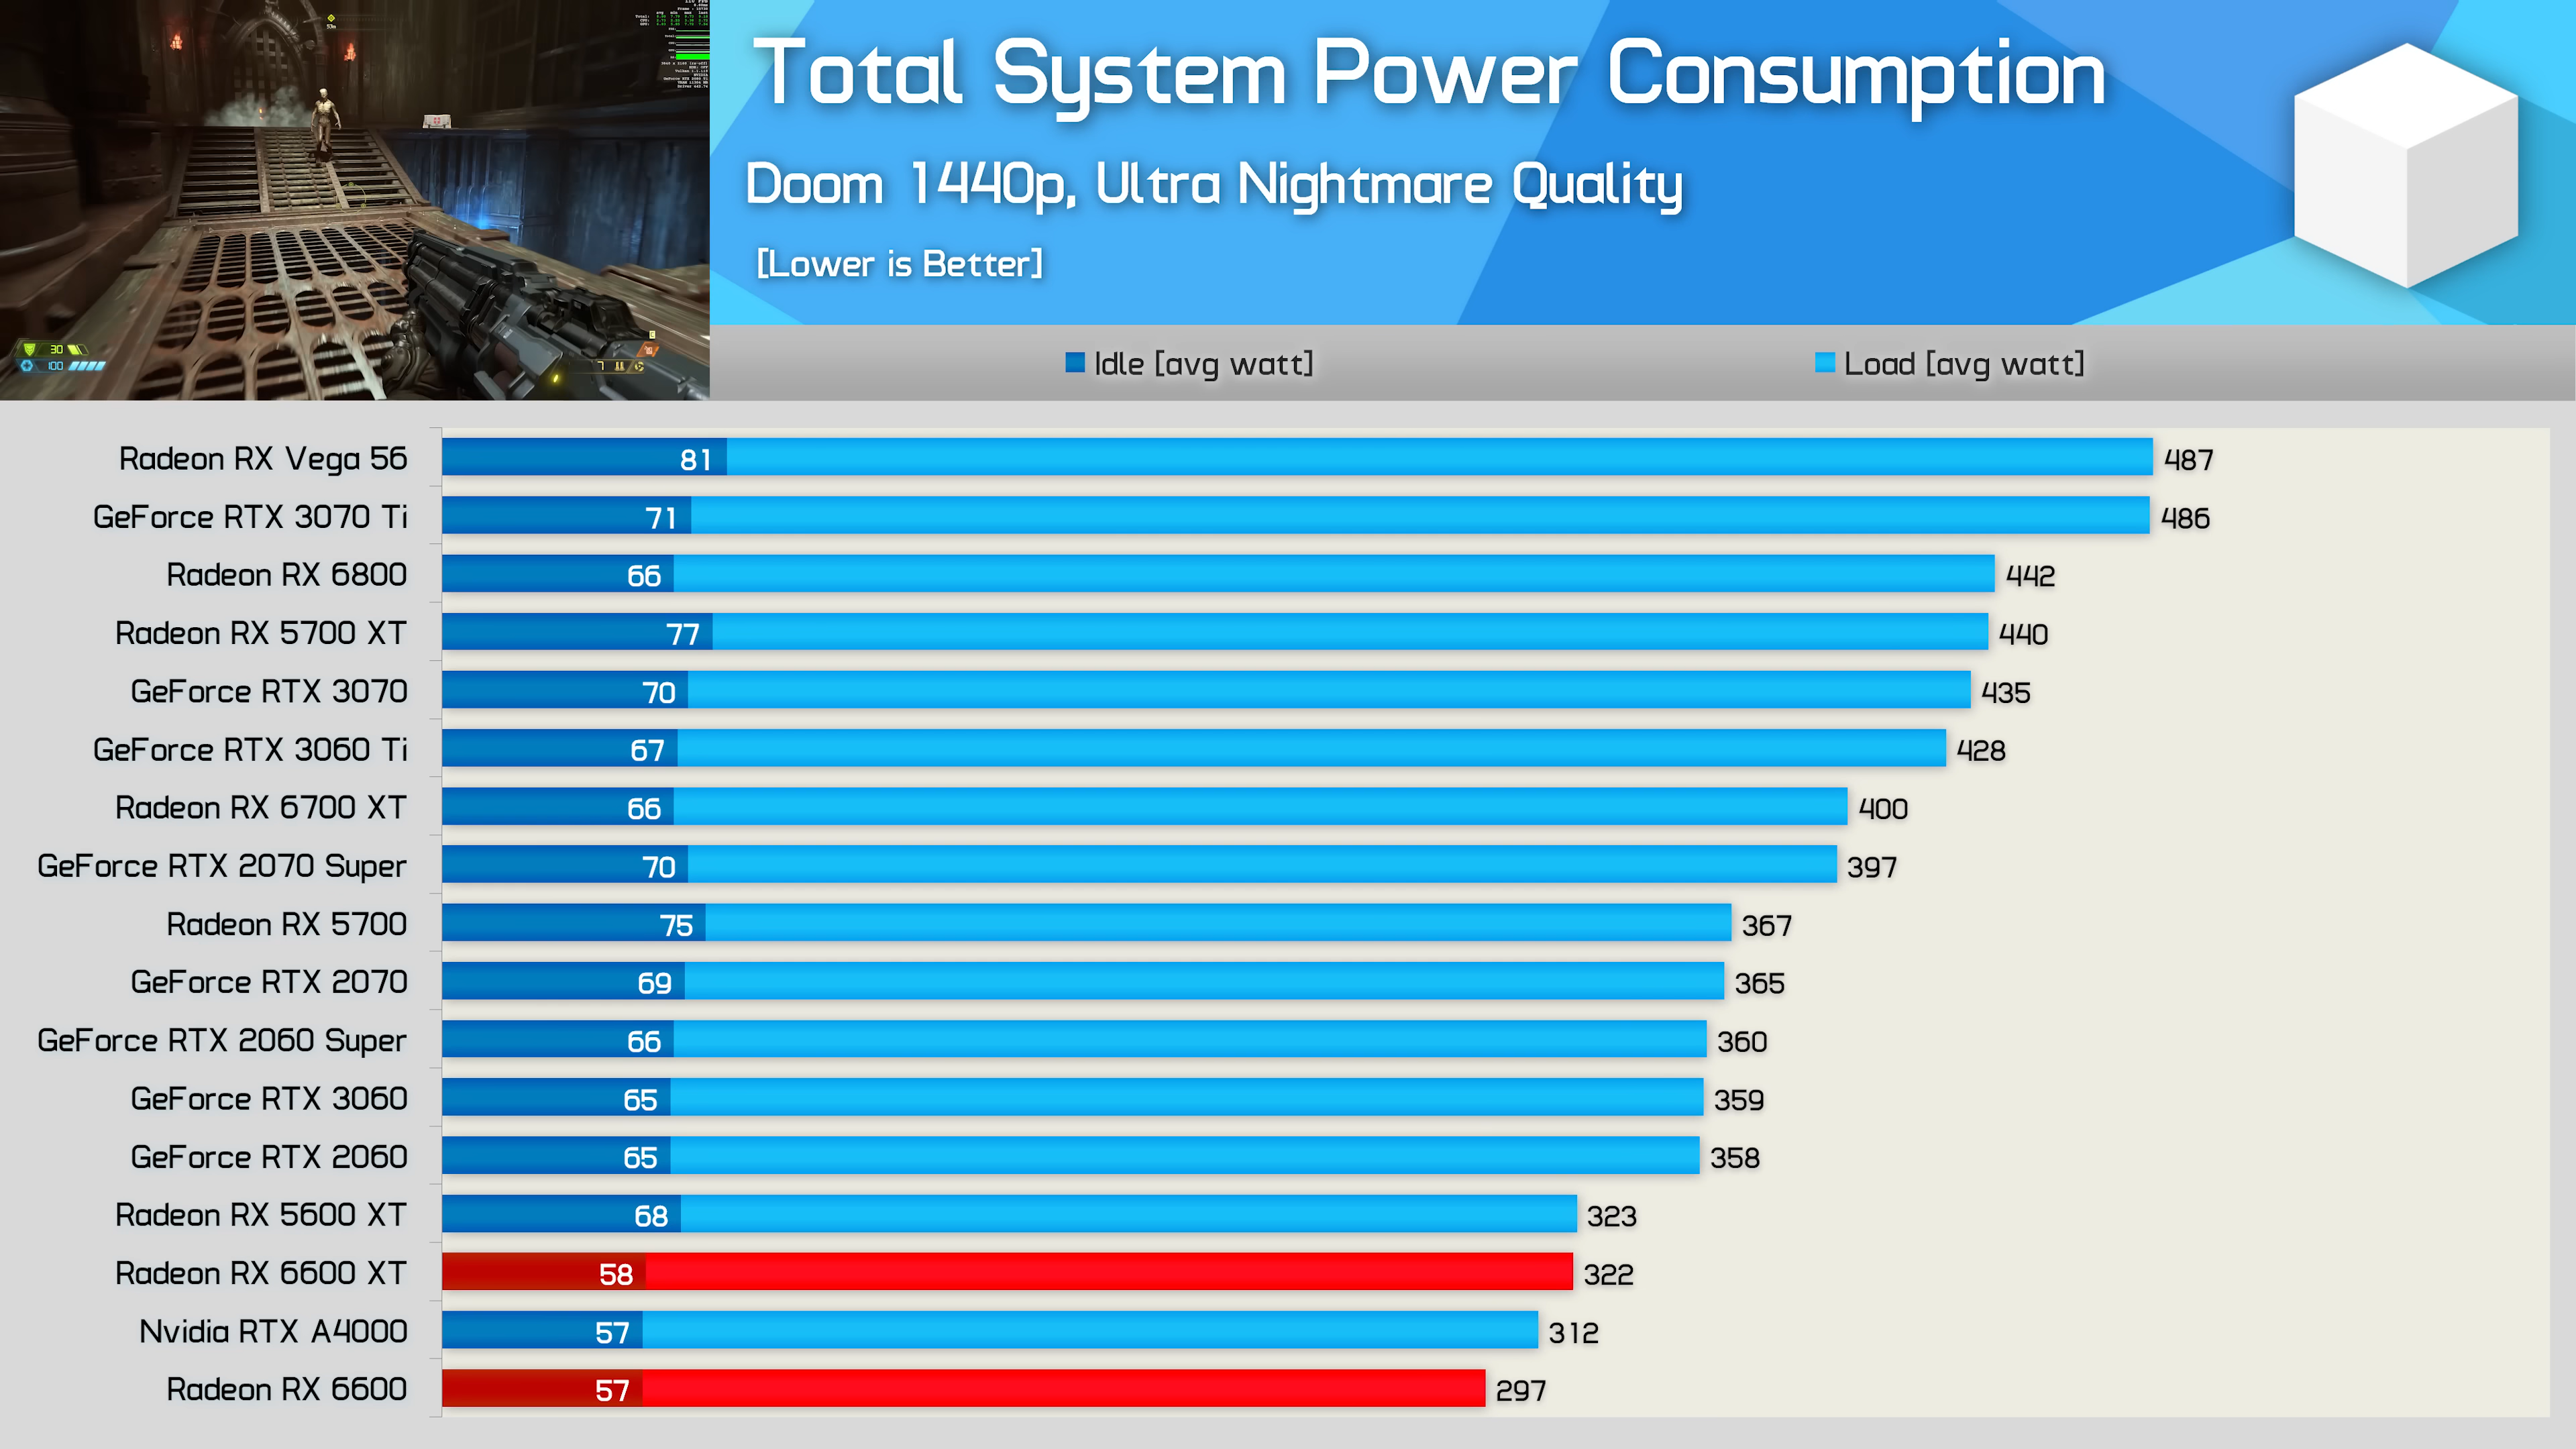 Total System Power Consumption
Doom 1440p, Ultra Nightmare Quality
[Lower is Better]
Idle [avg watt] Load [avg watt]
30
100
7
Radeon RX Vega 56 81 487
GeForce RTX 3070 Ti 71 486
Radeon RX 6800 66 442
Radeon RX 5700 XT 77 440
GeForce RTX 3070 70 435
GeForce RTX 3060 Ti 67 428
Radeon RX 6700 XT 66 400
GeForce RTX 2070 Super 70 397
Radeon RX 5700 75 367
GeForce RTX 2070 69 365
GeForce RTX 2060 Super 66 360
GeForce RTX 3060 65 359
GeForce RTX 2060 65 358
Radeon RX 5600 XT 68 323
Radeon RX 6600 XT 58 322
Nvidia RTX A4000 57 312
Radeon RX 6600 57 297